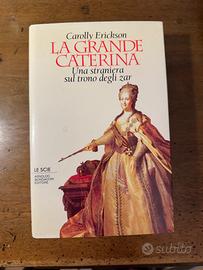 Carolly Erickson
LA GRANDE
CATERINA
Una straniera
sul trono degli zar
LE SCIE
ARNOLDO
MONDADORI
EDITORE
subito